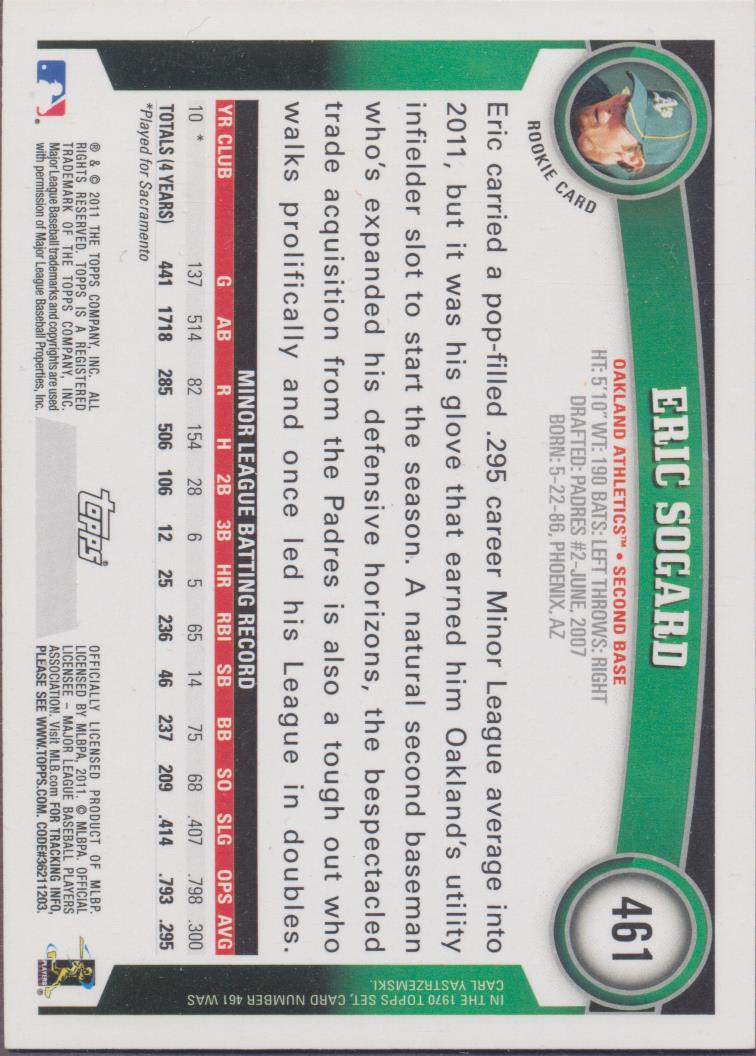 461
ERIC SOGARD
OAKLAND ATHLETICS™ • SECOND BASE
HT: 5'10" WT: 190 BATS: LEFT THROWS: RIGHT
DRAFTED: PADRES #2-JUNE, 2007
BORN: 5-22-86, PHOENIX, AZ
ROOKIE CARD
Eric carried a pop-filled .295 career Minor League average into
2011, but it was his glove that earned him Oakland's utility
infielder slot to start the season. A natural second baseman
who's expanded his defensive horizons, the bespectacled
trade acquisition from the Padres is also a tough out who
walks prolifically and once led his League in doubles.
MINOR LEAGUE BATTING RECORD
YR CLUB G AB R H 2B 3B HR RBI SB BB SO SLG OPS AVG
10 * 137 514 82 154 28 6 5 65 14 75 68 .407 .798 .300
TOTALS (4 YEARS) 441 1718 285 506 106 12 25 236 46 237 209 .414 .793 .295
*Played for Sacramento
® & © 2011 THE TOPPS COMPANY, INC. ALL
RIGHTS RESERVED. TOPPS IS A REGISTERED
TRADEMARK OF THE TOPPS COMPANY, INC.
Major League Baseball trademarks and copyrights are used
with permission of Major League Baseball Properties, Inc.
topps®
OFFICIALLY LICENSED PRODUCT OF MLBP.
LICENSED BY MLBPA, 2011. © MLBPA. OFFICIAL
LICENSEE – MAJOR LEAGUE BASEBALL PLAYERS
ASSOCIATION. Visit MLB.com FOR TRACKING INFO,
PLEASE SEE WWW.TOPPS.COM. CODE#36211203.
PLAYERS
IN THE 1970 TOPPS SET, CARD NUMBER 461 WAS
CARL YASTRZEMSKI.